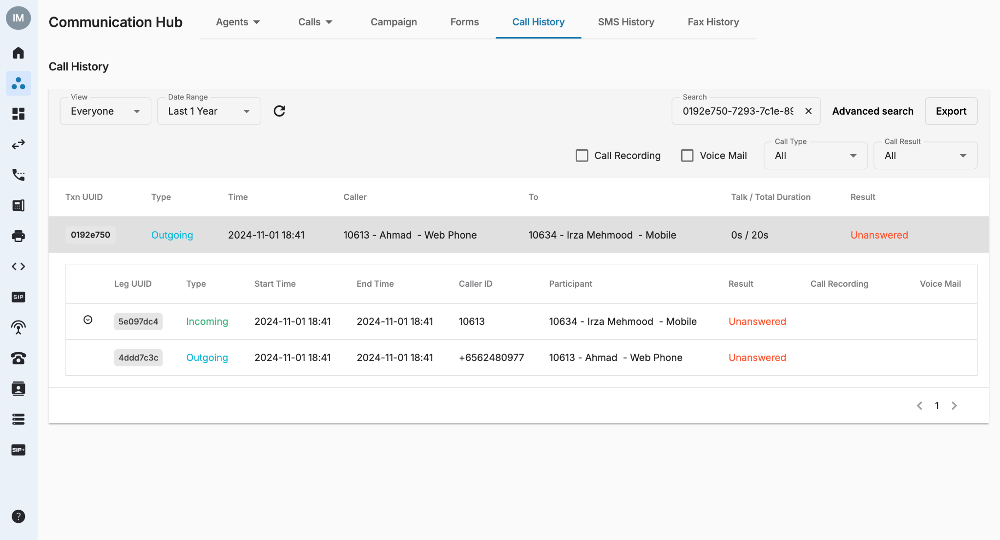 IM
Communication Hub
Agents
Calls
Campaign
Forms
Call History
SMS History
Fax History
Call History
View
Everyone
Date Range
Last 1 Year
Search
0192e750-7293-7c1e-89
Advanced search
Export
Call Recording
Voice Mail
Call Type
All
Call Result
All
Txn UUID Type Time Caller To Talk / Total Duration Result
0192e750 Outgoing 2024-11-01 18:41 10613 - Ahmad - Web Phone 10634 - Irza Mehmood - Mobile 0s / 20s Unanswered
Leg UUID Type Start Time End Time Caller ID Participant Result Call Recording Voice Mail
5e097dc4 Incoming 2024-11-01 18:41 2024-11-01 18:41 10613 10634 - Irza Mehmood - Mobile Unanswered
4ddd7c3c Outgoing 2024-11-01 18:41 2024-11-01 18:41 +6562480977 10613 - Ahmad - Web Phone Unanswered
1
SIP
SIP+
?